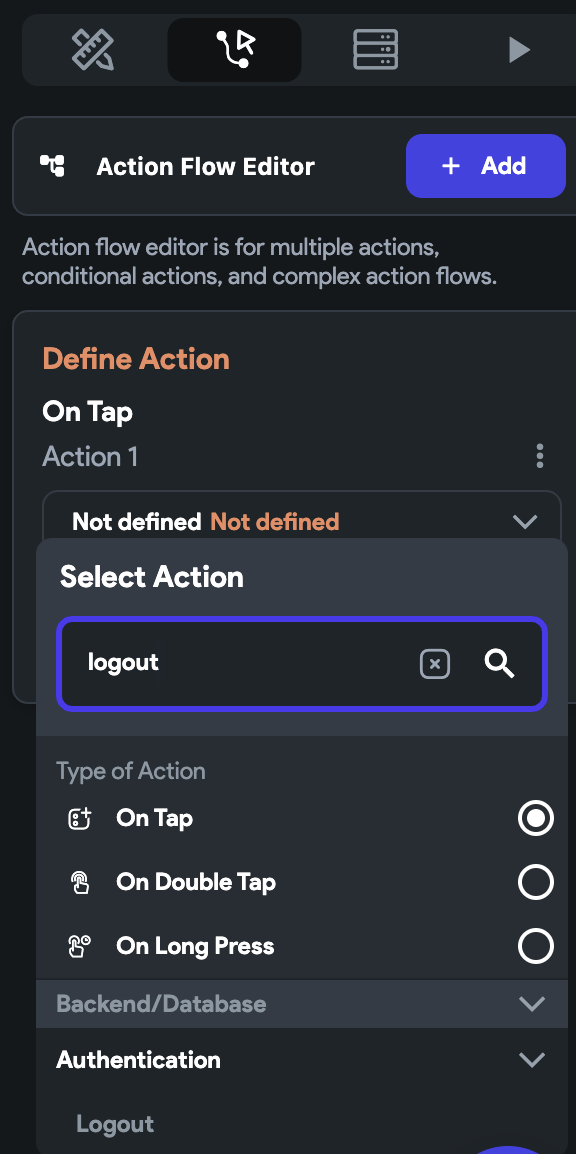 Action Flow Editor
+ Add
Action flow editor is for multiple actions,
conditional actions, and complex action flows.
Define Action
On Tap
Action 1
Not defined Not defined
Select Action
logout
Type of Action
On Tap
On Double Tap
On Long Press
Backend/Database
Authentication
Logout